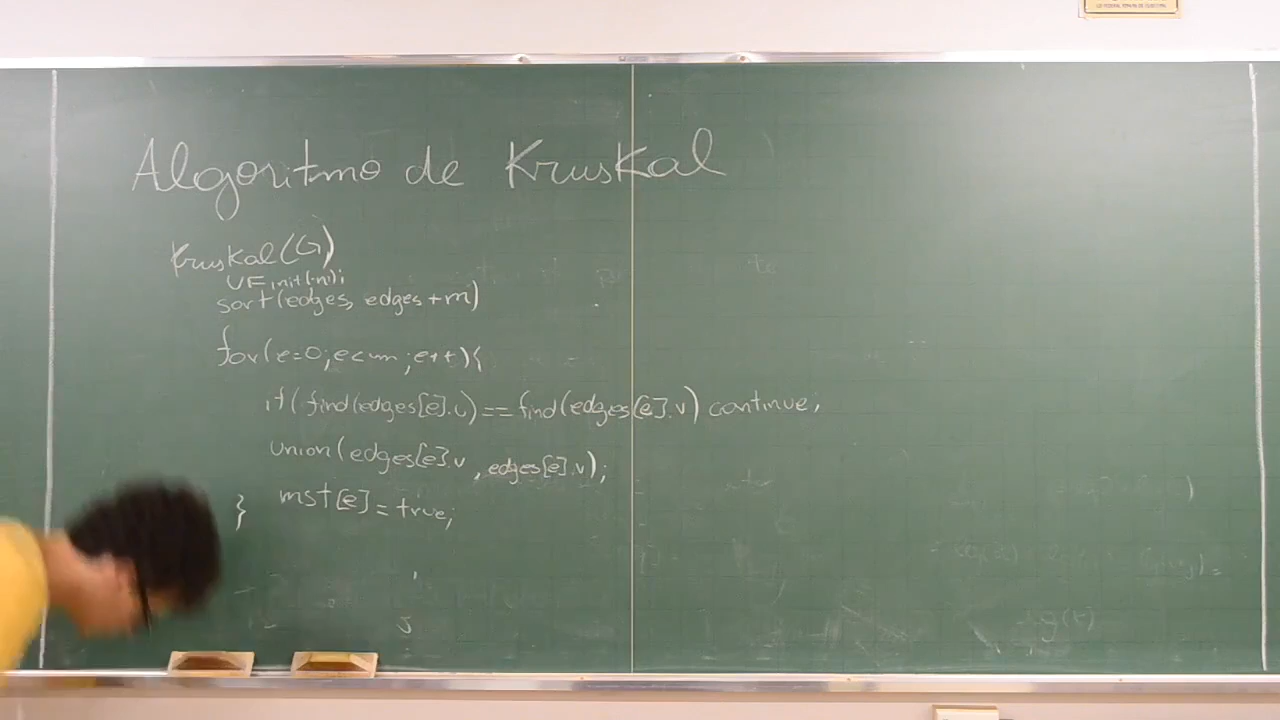 Algoritmo de Kruskal
Kruskal(G)
UF_init(n);
sort(edges, edges+m)
for(e=0;e<m;e++){
if(find(edges[e].u)==find(edges[e].v) continue;
union(edges[e].u, edges[e].v);
mst[e]=true;
}